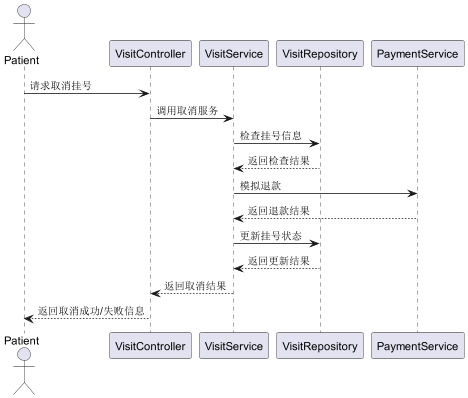 Patient
VisitController
VisitService
VisitRepository
PaymentService
请求取消挂号
调用取消服务
检查挂号信息
返回检查结果
模拟退款
返回退款结果
更新挂号状态
返回更新结果
返回取消结果
返回取消成功/失败信息
Patient
VisitController
VisitService
VisitRepository
PaymentService